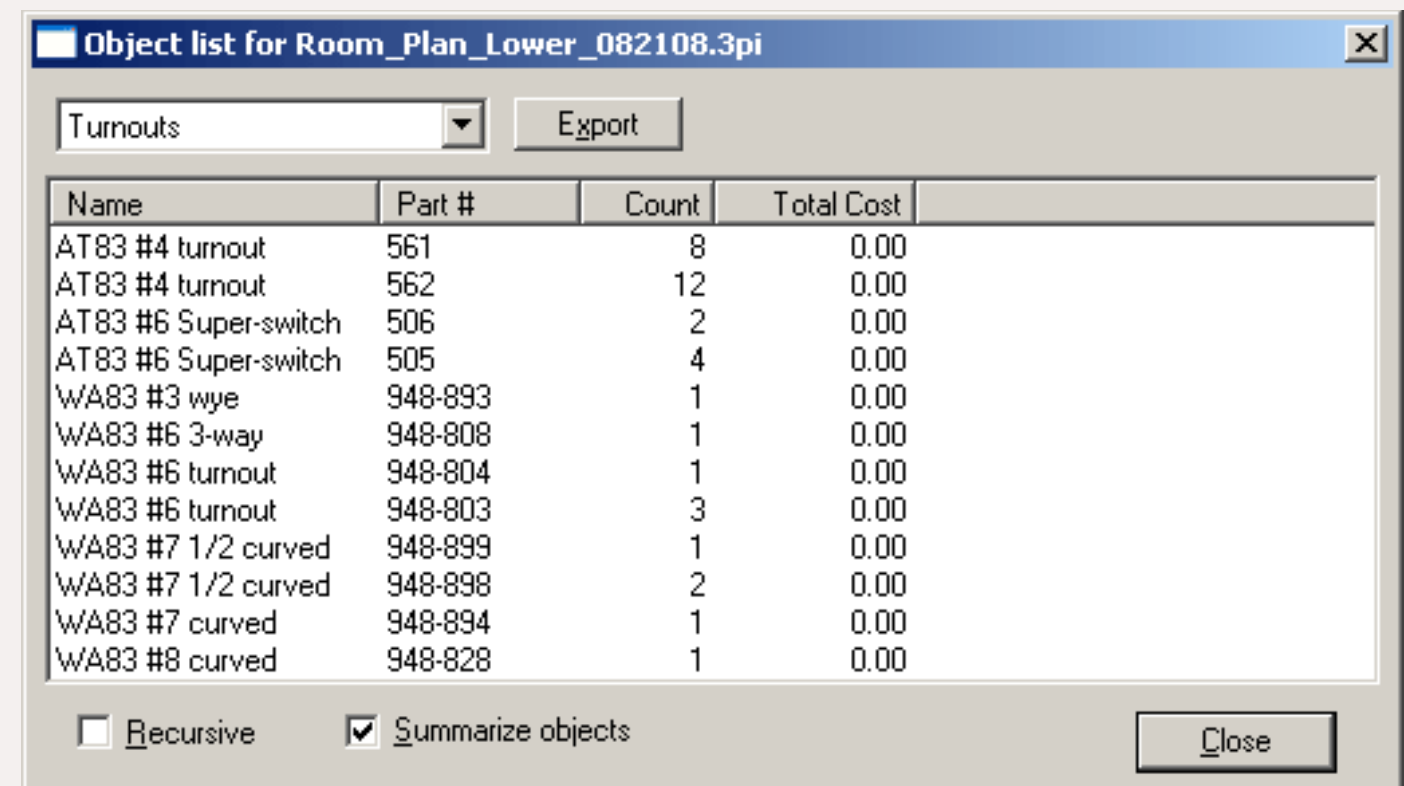 Object list for Room_Plan_Lower_082108.3pi
Turnouts Export
Name Part # Count Total Cost
AT83 #4 turnout 561 8 0.00
AT83 #4 turnout 562 12 0.00
AT83 #6 Super-switch 506 2 0.00
AT83 #6 Super-switch 505 4 0.00
WA83 #3 wye 948-893 1 0.00
WA83 #6 3-way 948-808 1 0.00
WA83 #6 turnout 948-804 1 0.00
WA83 #6 turnout 948-803 3 0.00
WA83 #7 1/2 curved 948-899 1 0.00
WA83 #7 1/2 curved 948-898 2 0.00
WA83 #7 curved 948-894 1 0.00
WA83 #8 curved 948-828 1 0.00
Recursive Summarize objects Close